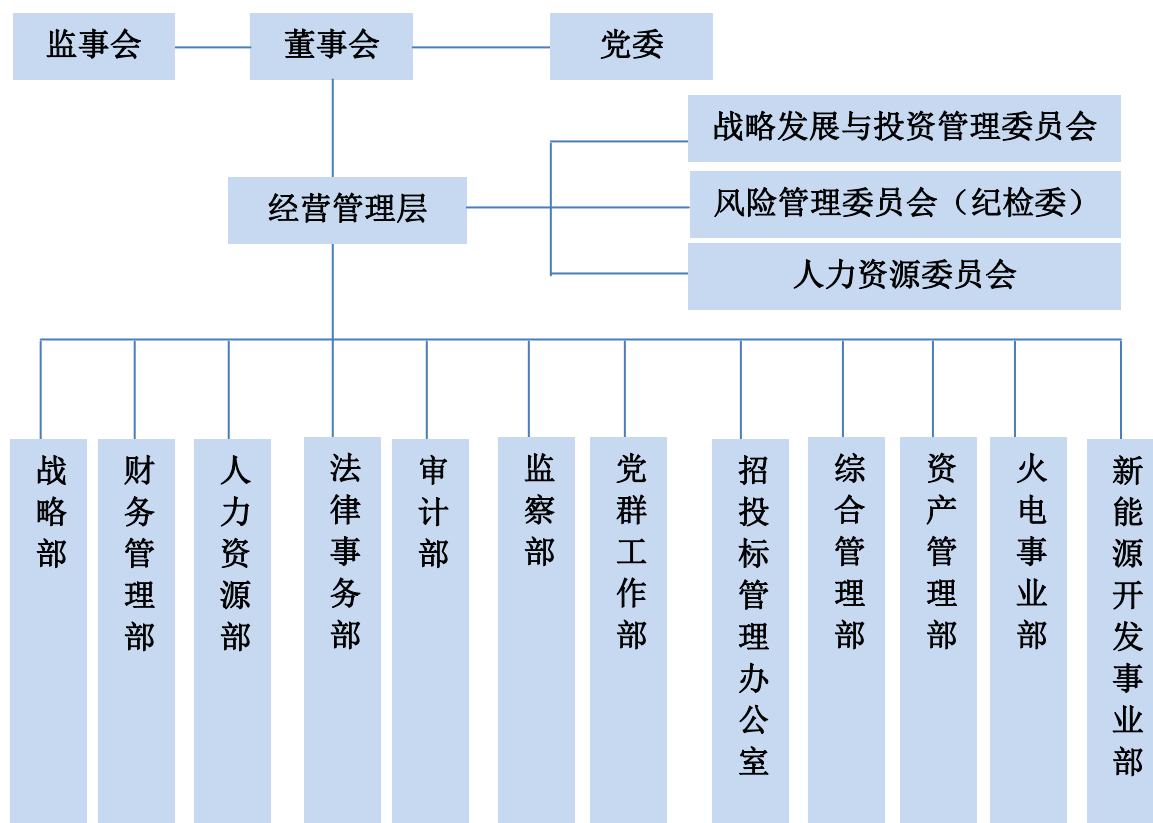 监事会
董事会
党委
战略发展与投资管理委员会
经营管理层
风险管理委员会（纪检委）
人力资源委员会
战略部
财务管理部
人力资源部
法律事务部
审计部
监察部
党群工作部
招投标管理办公室
综合管理部
资产管理部
火电事业部
新能源开发事业部